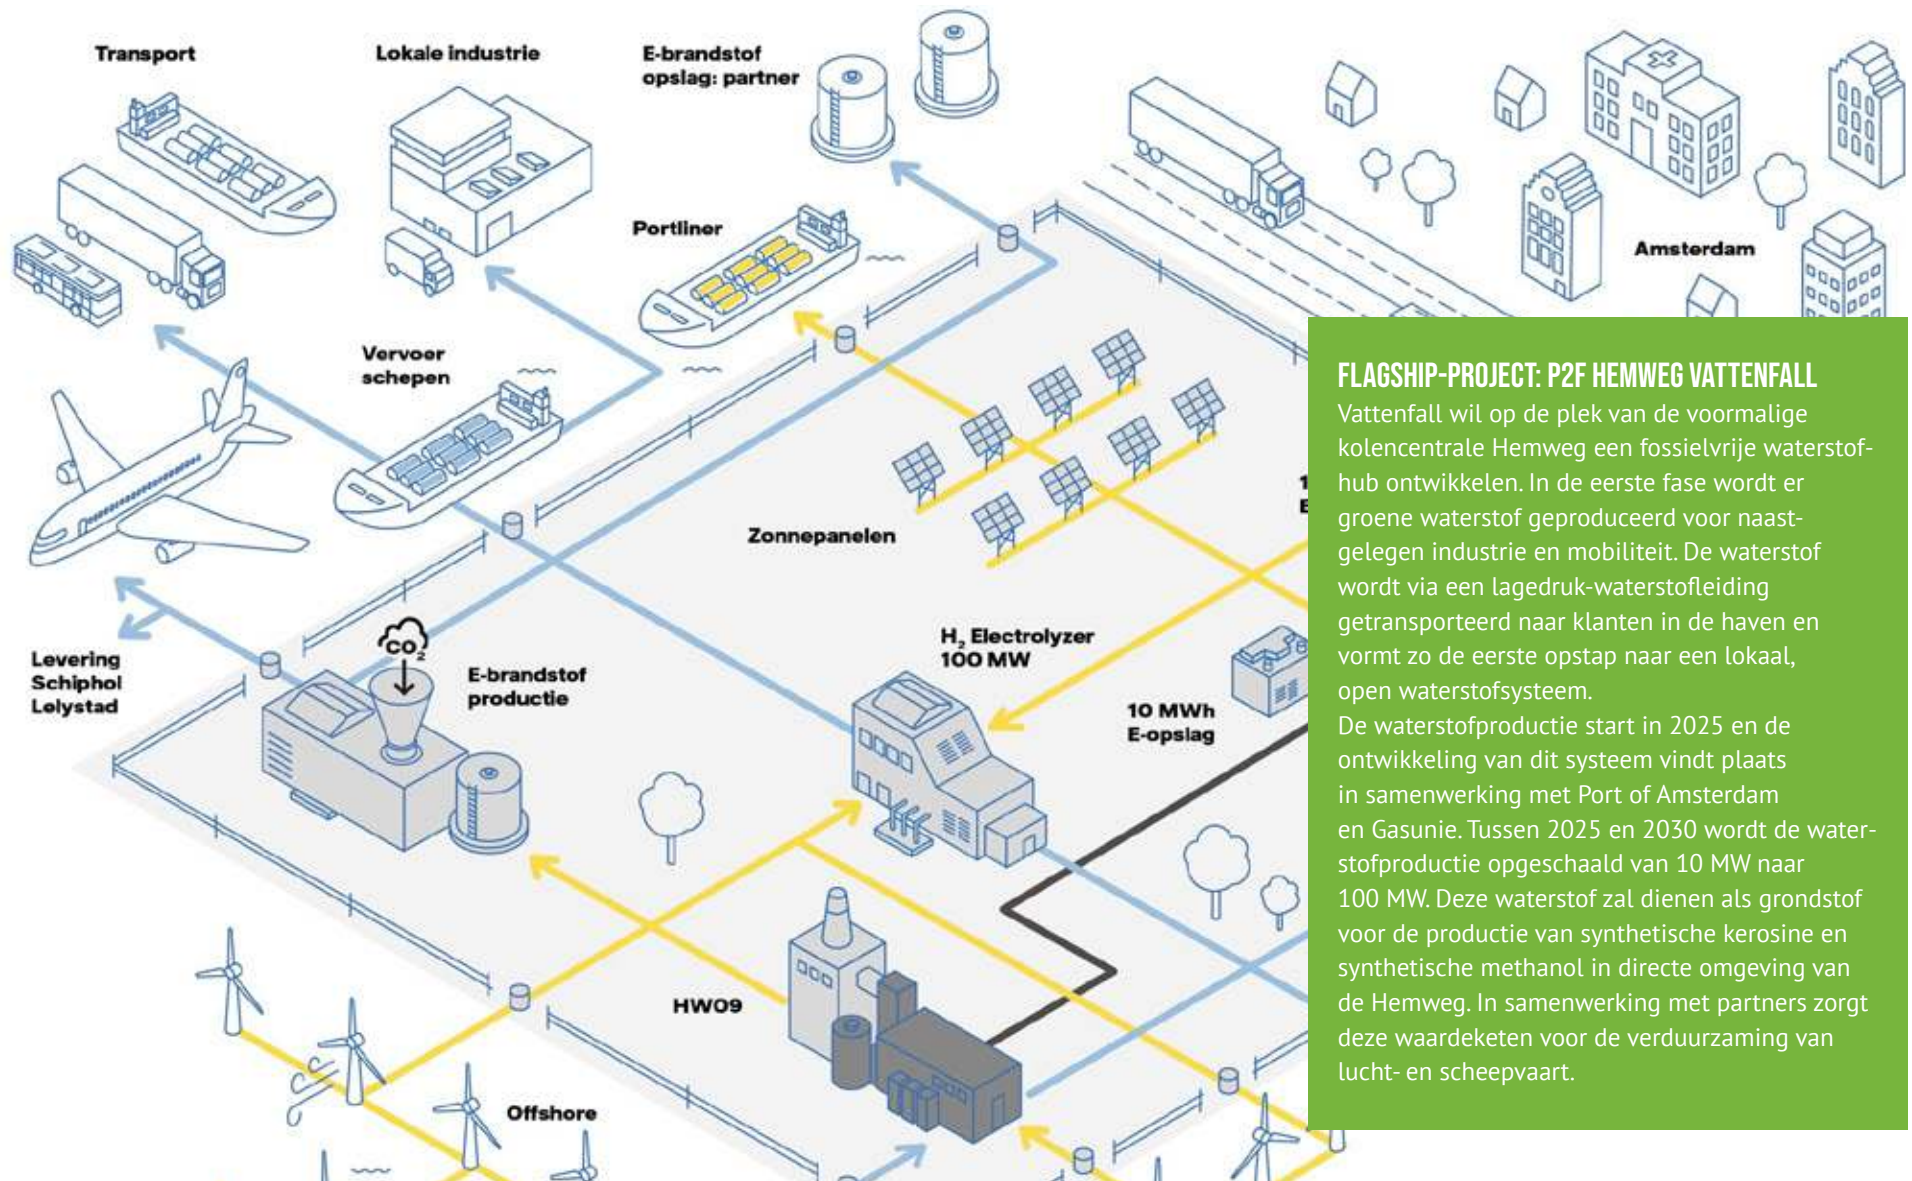 Transport
Lokale industrie
E-brandstof
opslag: partner
Portliner
Amsterdam
Vervoer
schepen
Zonnepanelen
Levering
Schiphol
Lelystad
CO2
E-brandstof
productie
H2 Electrolyzer
100 MW
10 MWh
E-opslag
HW09
Offshore
1
E
FLAGSHIP-PROJECT: P2F HEMWEG VATTENFALL
Vattenfall wil op de plek van de voormalige
kolencentrale Hemweg een fossielvrije waterstof-
hub ontwikkelen. In de eerste fase wordt er
groene waterstof geproduceerd voor naast-
gelegen industrie en mobiliteit. De waterstof
wordt via een lagedruk-waterstofleiding
getransporteerd naar klanten in de haven en
vormt zo de eerste opstap naar een lokaal,
open waterstofsysteem.
De waterstofproductie start in 2025 en de
ontwikkeling van dit systeem vindt plaats
in samenwerking met Port of Amsterdam
en Gasunie. Tussen 2025 en 2030 wordt de water-
stofproductie opgeschaald van 10 MW naar
100 MW. Deze waterstof zal dienen als grondstof
voor de productie van synthetische kerosine en
synthetische methanol in directe omgeving van
de Hemweg. In samenwerking met partners zorgt
deze waardeketen voor de verduurzaming van
lucht- en scheepvaart.